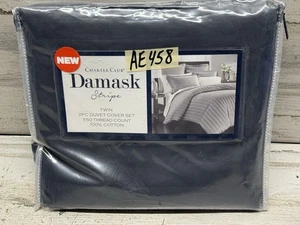 NEW
AE458
CHARTER CLUB
Damask
Stripe
TWIN
2PC DUVET COVER SET
550 THREAD COUNT
100% COTTON